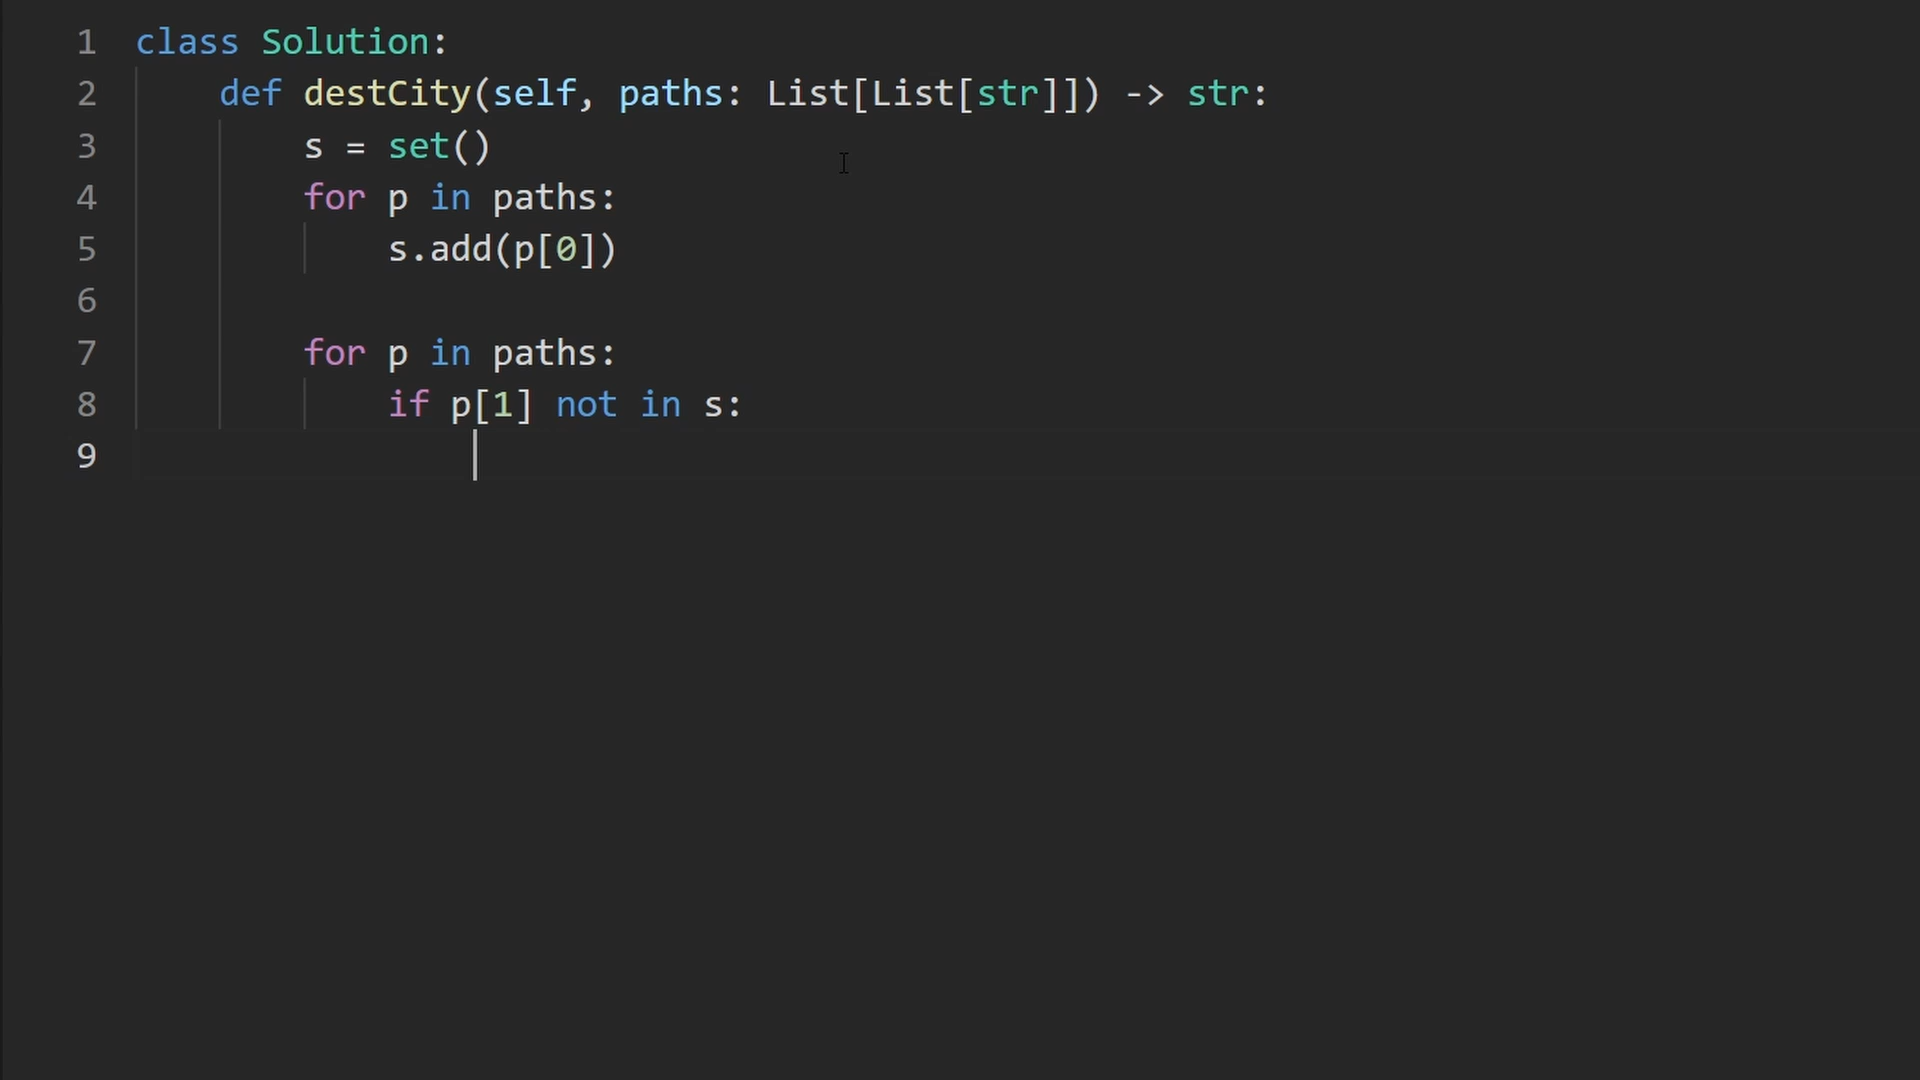 1 class Solution:
2     def destCity(self, paths: List[List[str]]) -> str:
3         s = set()
4         for p in paths:
5             s.add(p[0])
6
7         for p in paths:
8             if p[1] not in s:
9